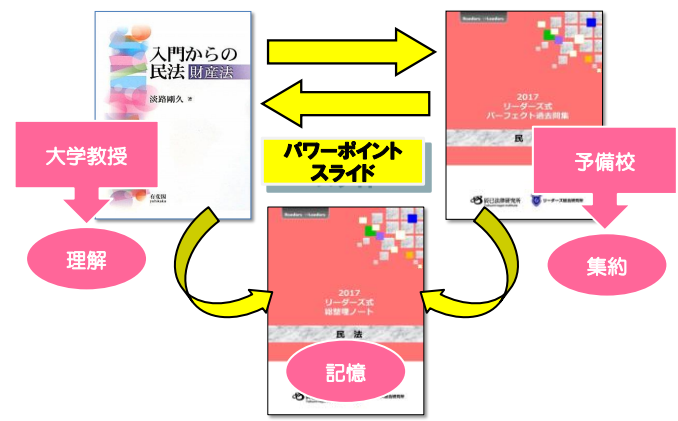 入門からの
民法 財産法
淡路剛久 著
有斐閣
大学教授
理解
パワーポイント
スライド
Readers to Leaders
2017
リーダーズ式
パーフェクト過去問集
民
辰已法律研究所
リーダーズ総合研究所
予備校
集約
Readers to Leaders
2017
リーダーズ式
総整理ノート
民 法
記憶